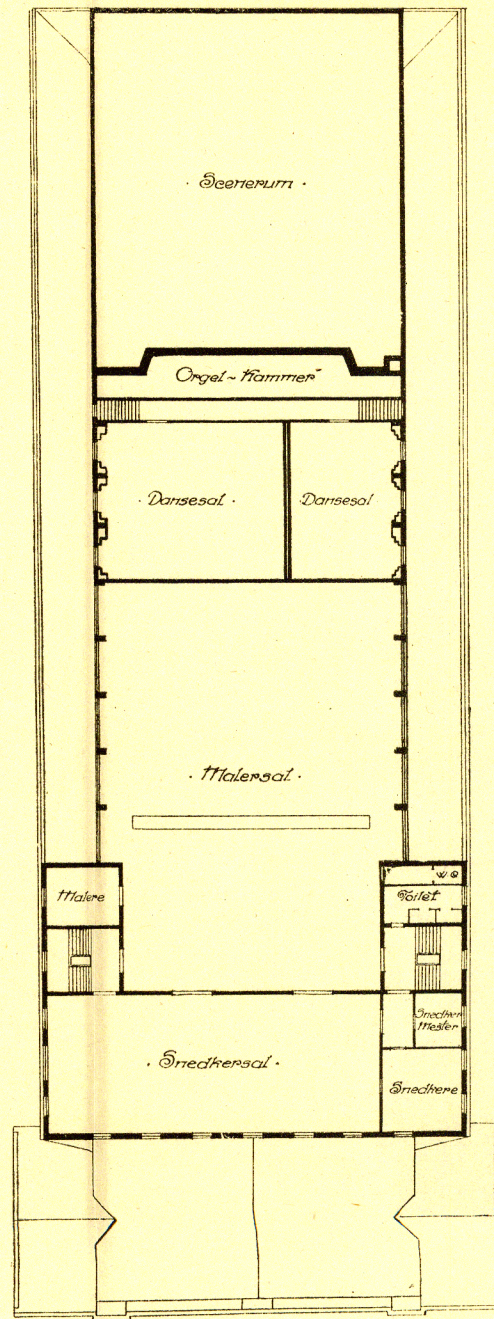 · Scenerum ·
Orgel~Kammer
· Dansesal ·
· Dansesal
· Malersal ·
Malere
W C
Toilet
Snedker
Mester
· Snedkersal ·
Snedkere